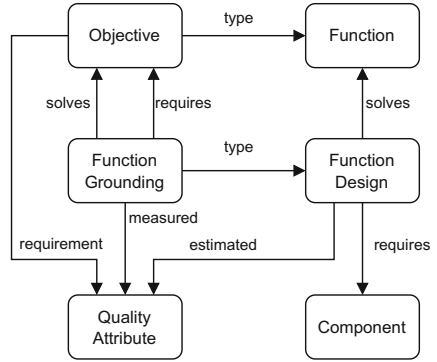 Objective
type
Function
solves
requires
solves
Function
Grounding
type
Function
Design
measured
requirement
estimated
requires
Quality
Attribute
Component